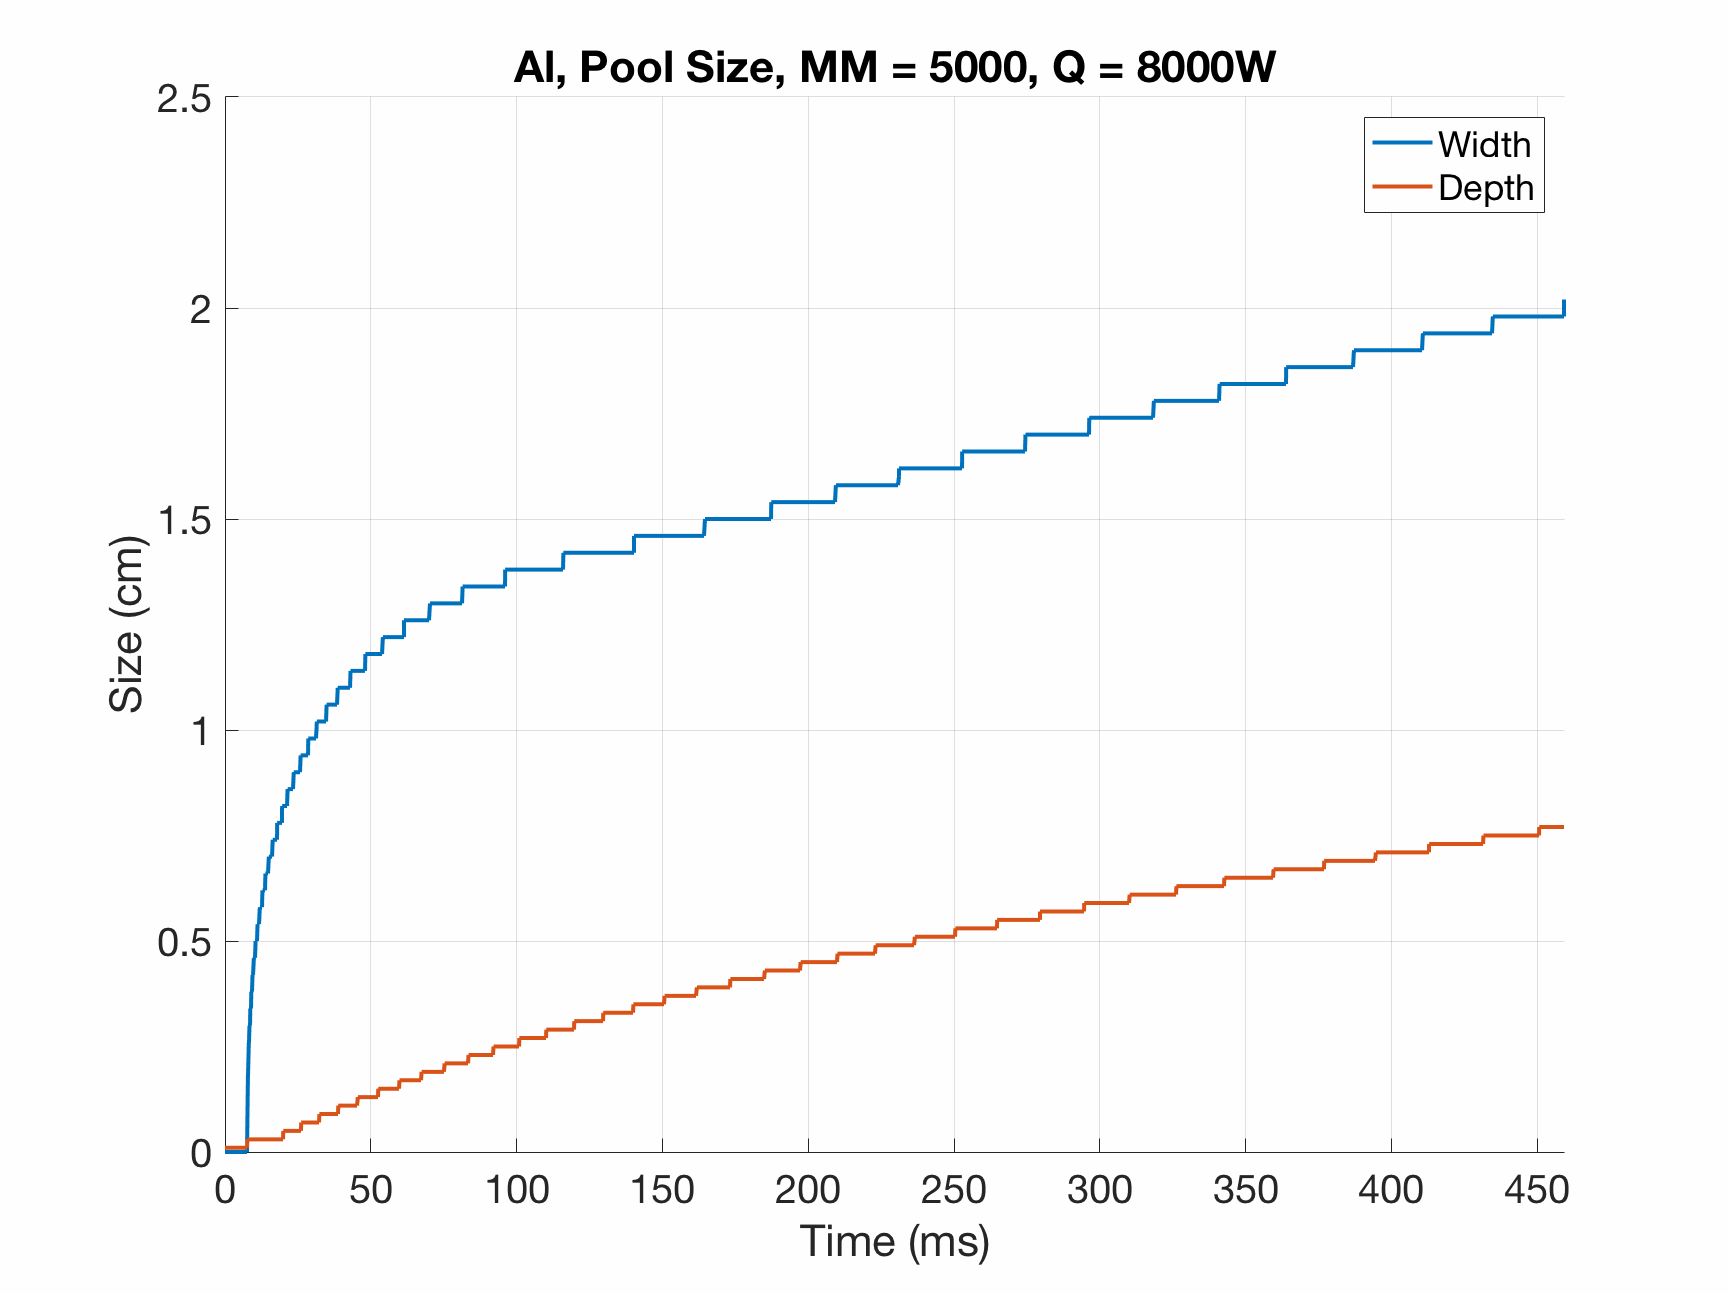 Al, Pool Size, MM = 5000, Q = 8000W
2.5
2
1.5
1
0.5
0
Size (cm)
Width
Depth
0 50 100 150 200 250 300 350 400 450
Time (ms)